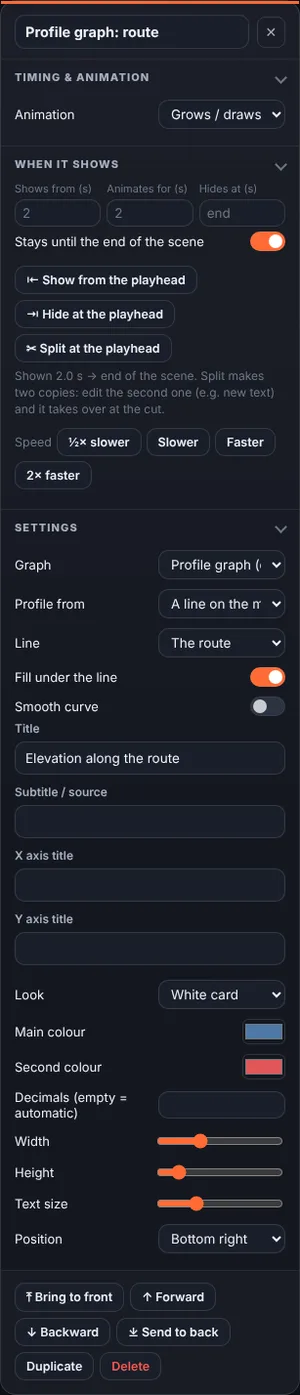 Profile graph: route
TIMING & ANIMATION
Animation
Grows / draws
WHEN IT SHOWS
Shows from (s) Animates for (s) Hides at (s)
2 2 end
Stays until the end of the scene
⇤ Show from the playhead
⇥ Hide at the playhead
✂ Split at the playhead
Shown 2.0 s → end of the scene. Split makes
two copies: edit the second one (e.g. new text)
and it takes over at the cut.
Speed ½× slower Slower Faster
2× faster
SETTINGS
Graph Profile graph (
Profile from A line on the m
Line The route
Fill under the line
Smooth curve
Title
Elevation along the route
Subtitle / source
X axis title
Y axis title
Look White card
Main colour
Second colour
Decimals (empty =
automatic)
Width
Height
Text size
Position Bottom right
⤒ Bring to front ↑ Forward
↓ Backward ⤓ Send to back
Duplicate Delete